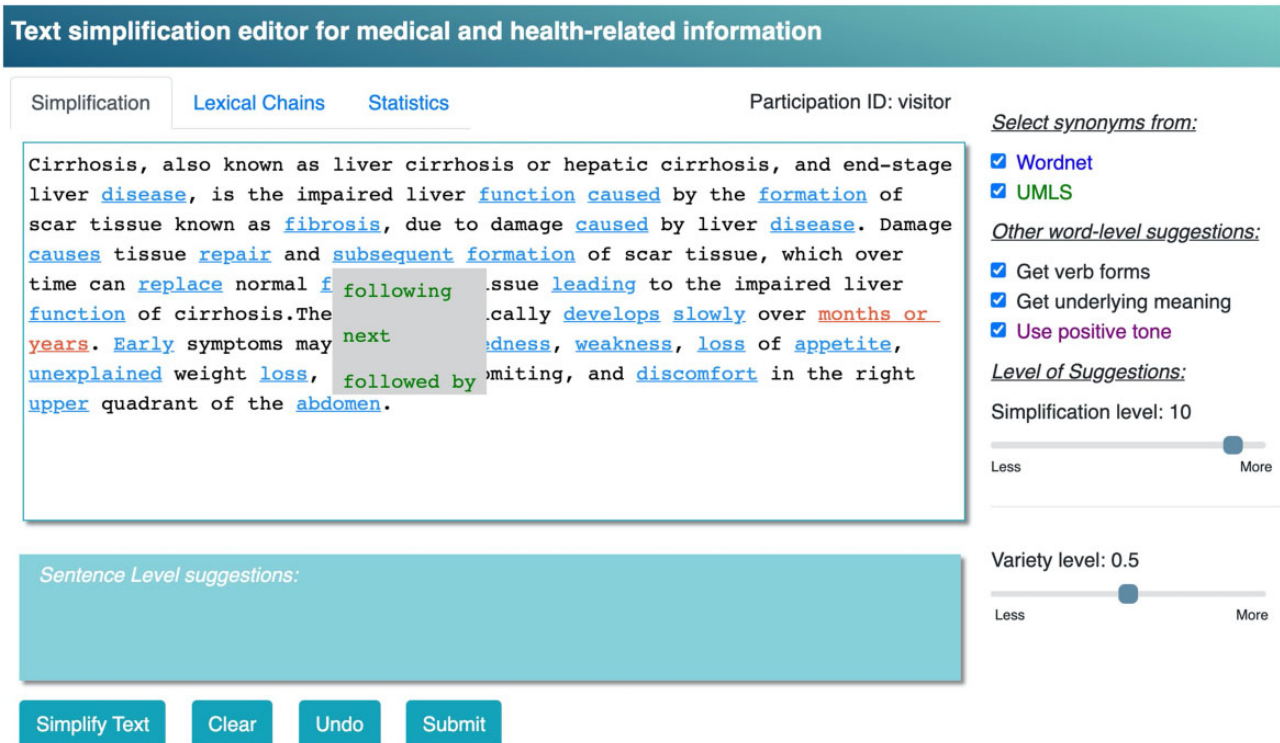 Text simplification editor for medical and health-related information
Simplification
Lexical Chains
Statistics
Participation ID: visitor
Cirrhosis, also known as liver cirrhosis or hepatic cirrhosis, and end-stage
liver disease, is the impaired liver function caused by the formation of
scar tissue known as fibrosis, due to damage caused by liver disease. Damage
causes tissue repair and subsequent formation of scar tissue, which over
time can replace normal f issue leading to the impaired liver
function of cirrhosis.The ically develops slowly over months or
years. Early symptoms may edness, weakness, loss of appetite,
unexplained weight loss, omiting, and discomfort in the right
upper quadrant of the abdomen.
following
next
followed by
Sentence Level suggestions:
Simplify Text
Clear
Undo
Submit
Select synonyms from:
Wordnet
UMLS
Other word-level suggestions:
Get verb forms
Get underlying meaning
Use positive tone
Level of Suggestions:
Simplification level: 10
Less More
Variety level: 0.5
Less More